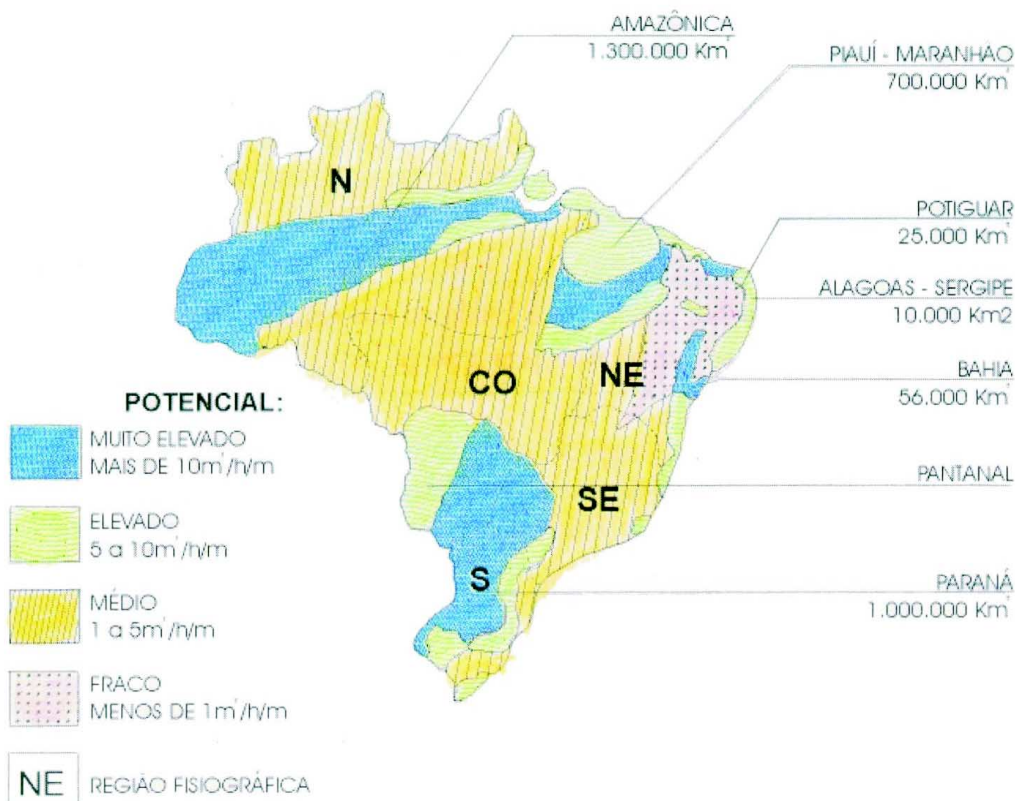 AMAZÔNICA
1.300.000 Km'
PIAUÍ - MARANHÃO
700.000 Km'
POTIGUAR
25.000 Km'
ALAGOAS - SERGIPE
10.000 Km2
BAHIA
56.000 Km'
PANTANAL
PARANÁ
1.000.000 Km'
N
CO
NE
SE
S
POTENCIAL:
MUITO ELEVADO
MAIS DE 10m'/h/m
ELEVADO
5 a 10m'/h/m
MÉDIO
1 a 5m'/h/m
FRACO
MENOS DE 1m'/h/m
NE REGIÃO FISIOGRÁFICA